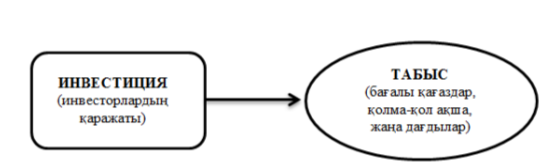 ИНВЕСТИЦИЯ
(инвесторлардың
қаражаты)
ТАБЫС
(бағалы қағаздар,
қолма-қол ақша,
жаңа дағдылар)